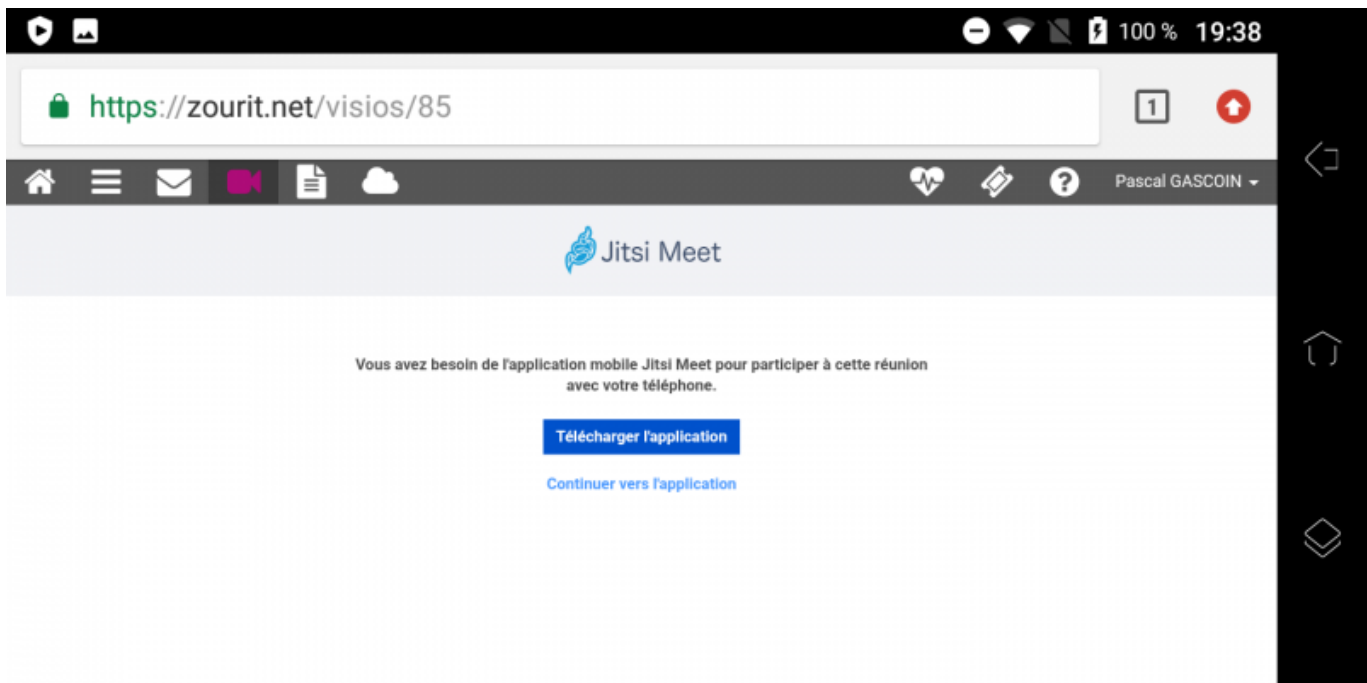 100 % 19:38
https://zourit.net/visios/85
1
Pascal GASCOIN
Jitsi Meet
Vous avez besoin de l'application mobile Jitsi Meet pour participer à cette réunion
avec votre téléphone.
Télécharger l'application
Continuer vers l'application